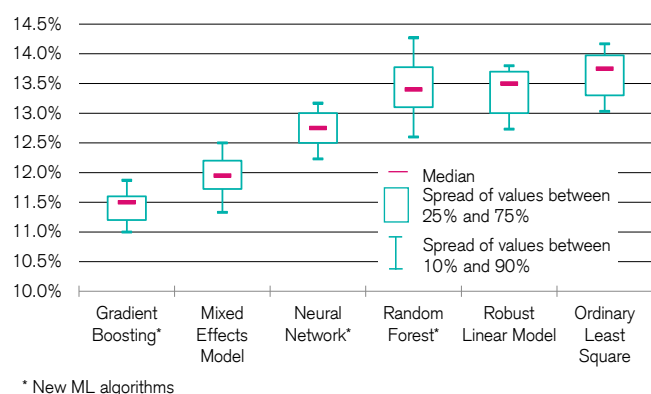 14.5%
14.0%
13.5%
13.0%
12.5%
12.0%
11.5%
11.0%
10.5%
10.0%
Median
Spread of values between
25% and 75%
Spread of values between
10% and 90%
Gradient
Boosting*
Mixed
Effects
Model
Neural
Network*
Random
Forest*
Robust
Linear Model
Ordinary
Least
Square
* New ML algorithms